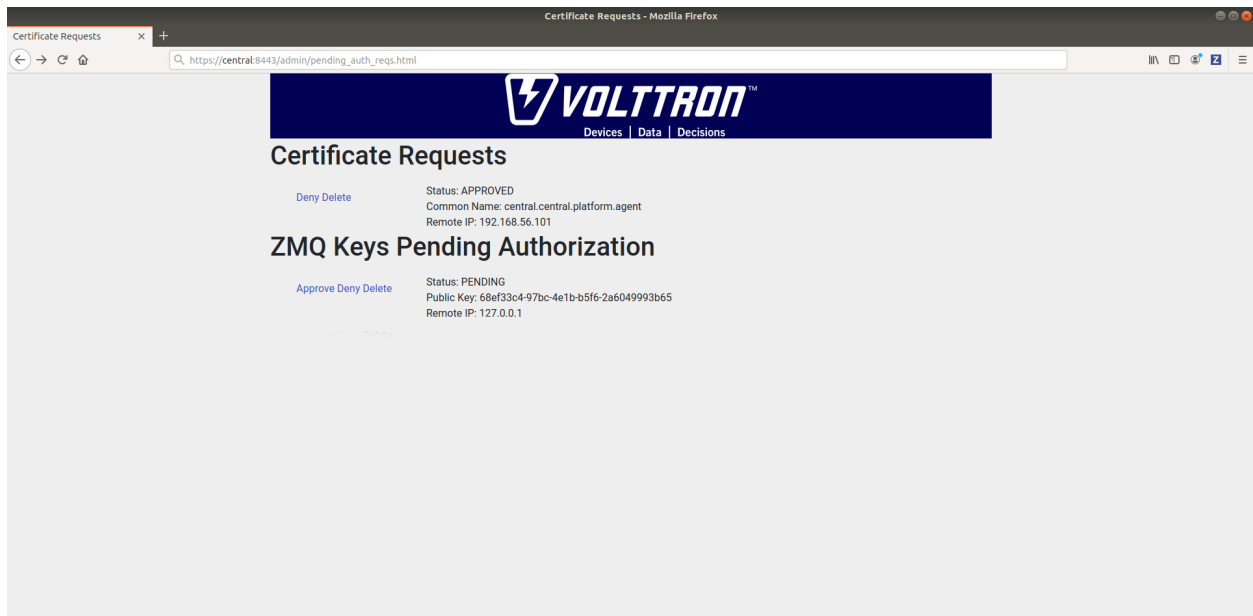 Certificate Requests - Mozilla Firefox
Certificate Requests
https://central:8443/admin/pending_auth_reqs.html
Z
VOLTTRON™
Devices | Data | Decisions
Certificate Requests
Deny Delete
Status: APPROVED
Common Name: central.central.platform.agent
Remote IP: 192.168.56.101
ZMQ Keys Pending Authorization
Approve Deny Delete
Status: PENDING
Public Key: 68ef33c4-97bc-4e1b-b5f6-2a6049993b65
Remote IP: 127.0.0.1